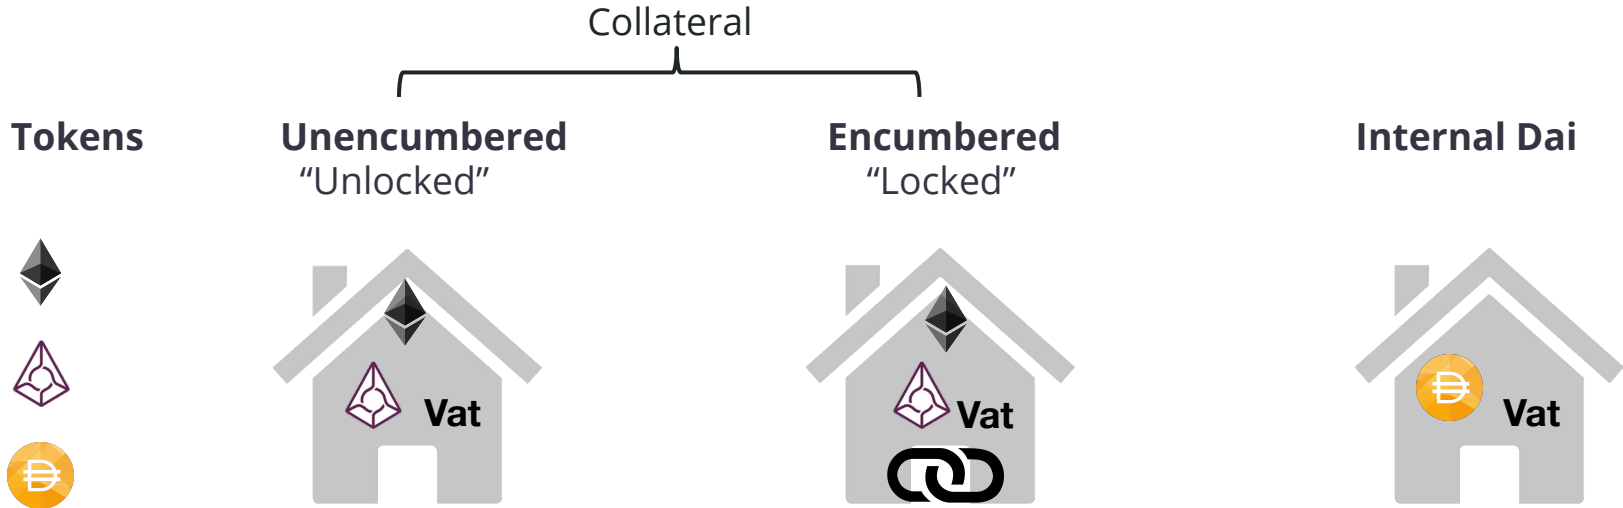 Collateral
Tokens
Unencumbered
“Unlocked”
Encumbered
“Locked”
Internal Dai
Vat
Vat
Vat